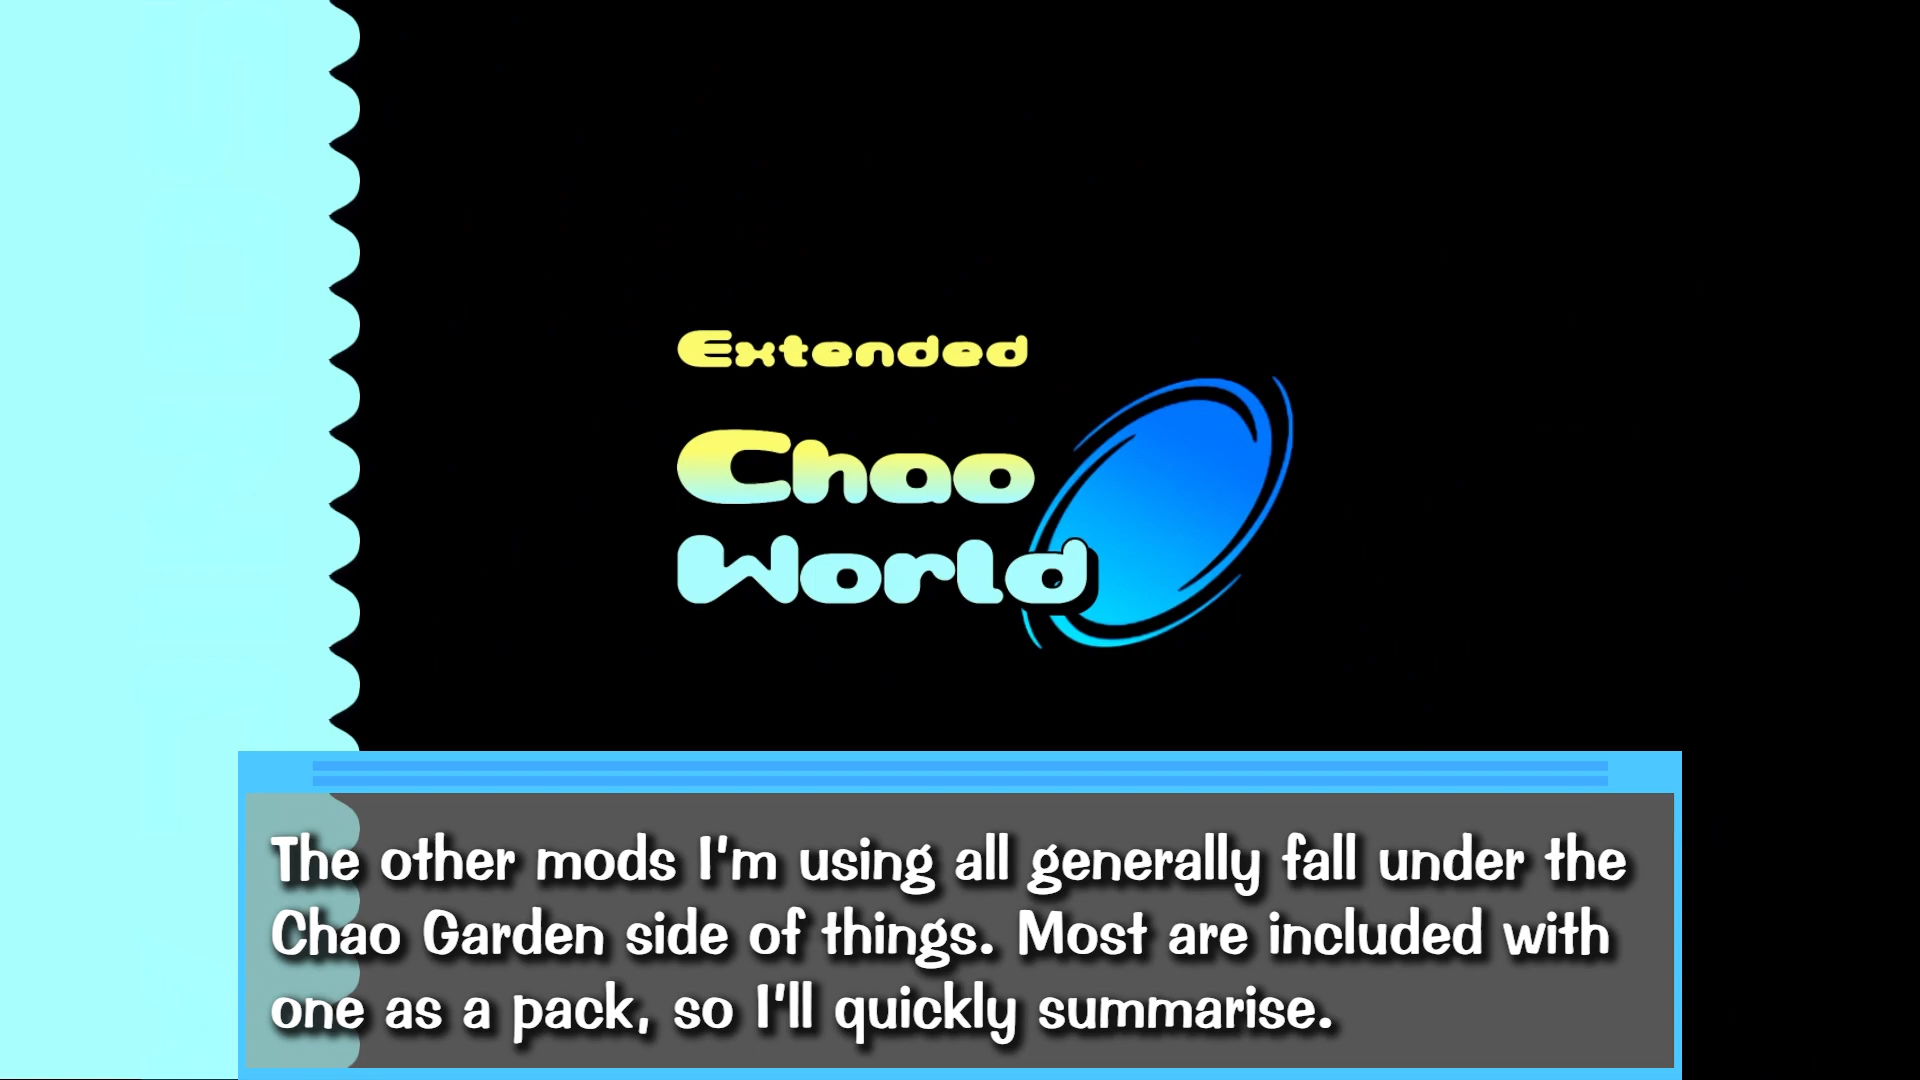 Extended
Chao
World
The other mods I'm using all generally fall under the
Chao Garden side of things. Most are included with
one as a pack, so I'll quickly summarise.